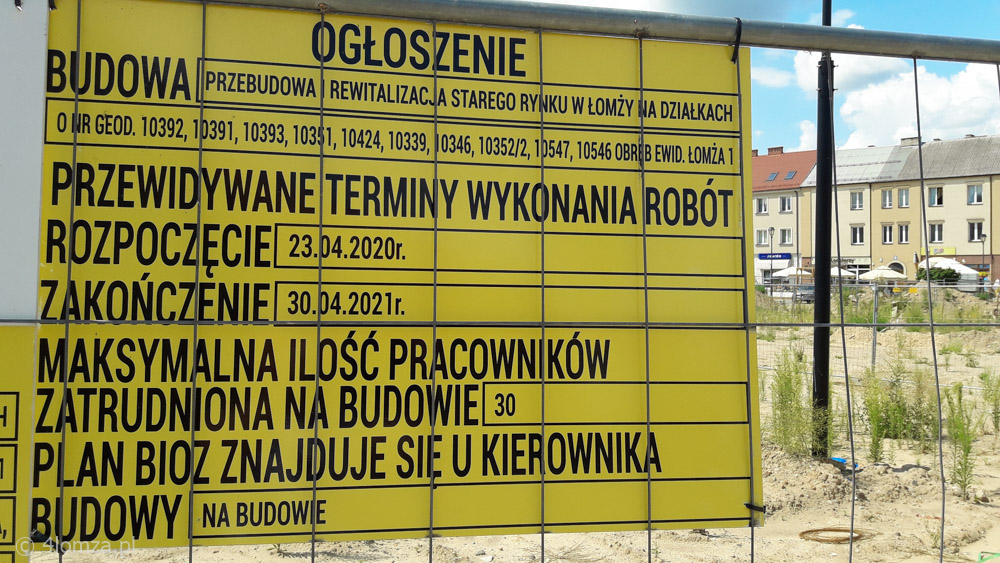 OGŁOSZENIE
BUDOWA PRZEBUDOWA I REWITALIZACJA STAREGO RYNKU W ŁOMŻY NA DZIAŁKACH
O NR GEOD. 10392, 10391, 10393, 10351, 10424, 10339, 10346, 10352/2, 10547, 10546 OBRĘB EWID. ŁOMŻA 1
PRZEWIDYWANE TERMINY WYKONANIA ROBÓT
ROZPOCZĘCIE 23.04.2020r.
ZAKOŃCZENIE 30.04.2021r.
MAKSYMALNA ILOŚĆ PRACOWNIKÓW
ZATRUDNIONA NA BUDOWIE 30
PLAN BIOZ ZNAJDUJE SIĘ U KIEROWNIKA
BUDOWY NA BUDOWIE
© 4lomza.pl